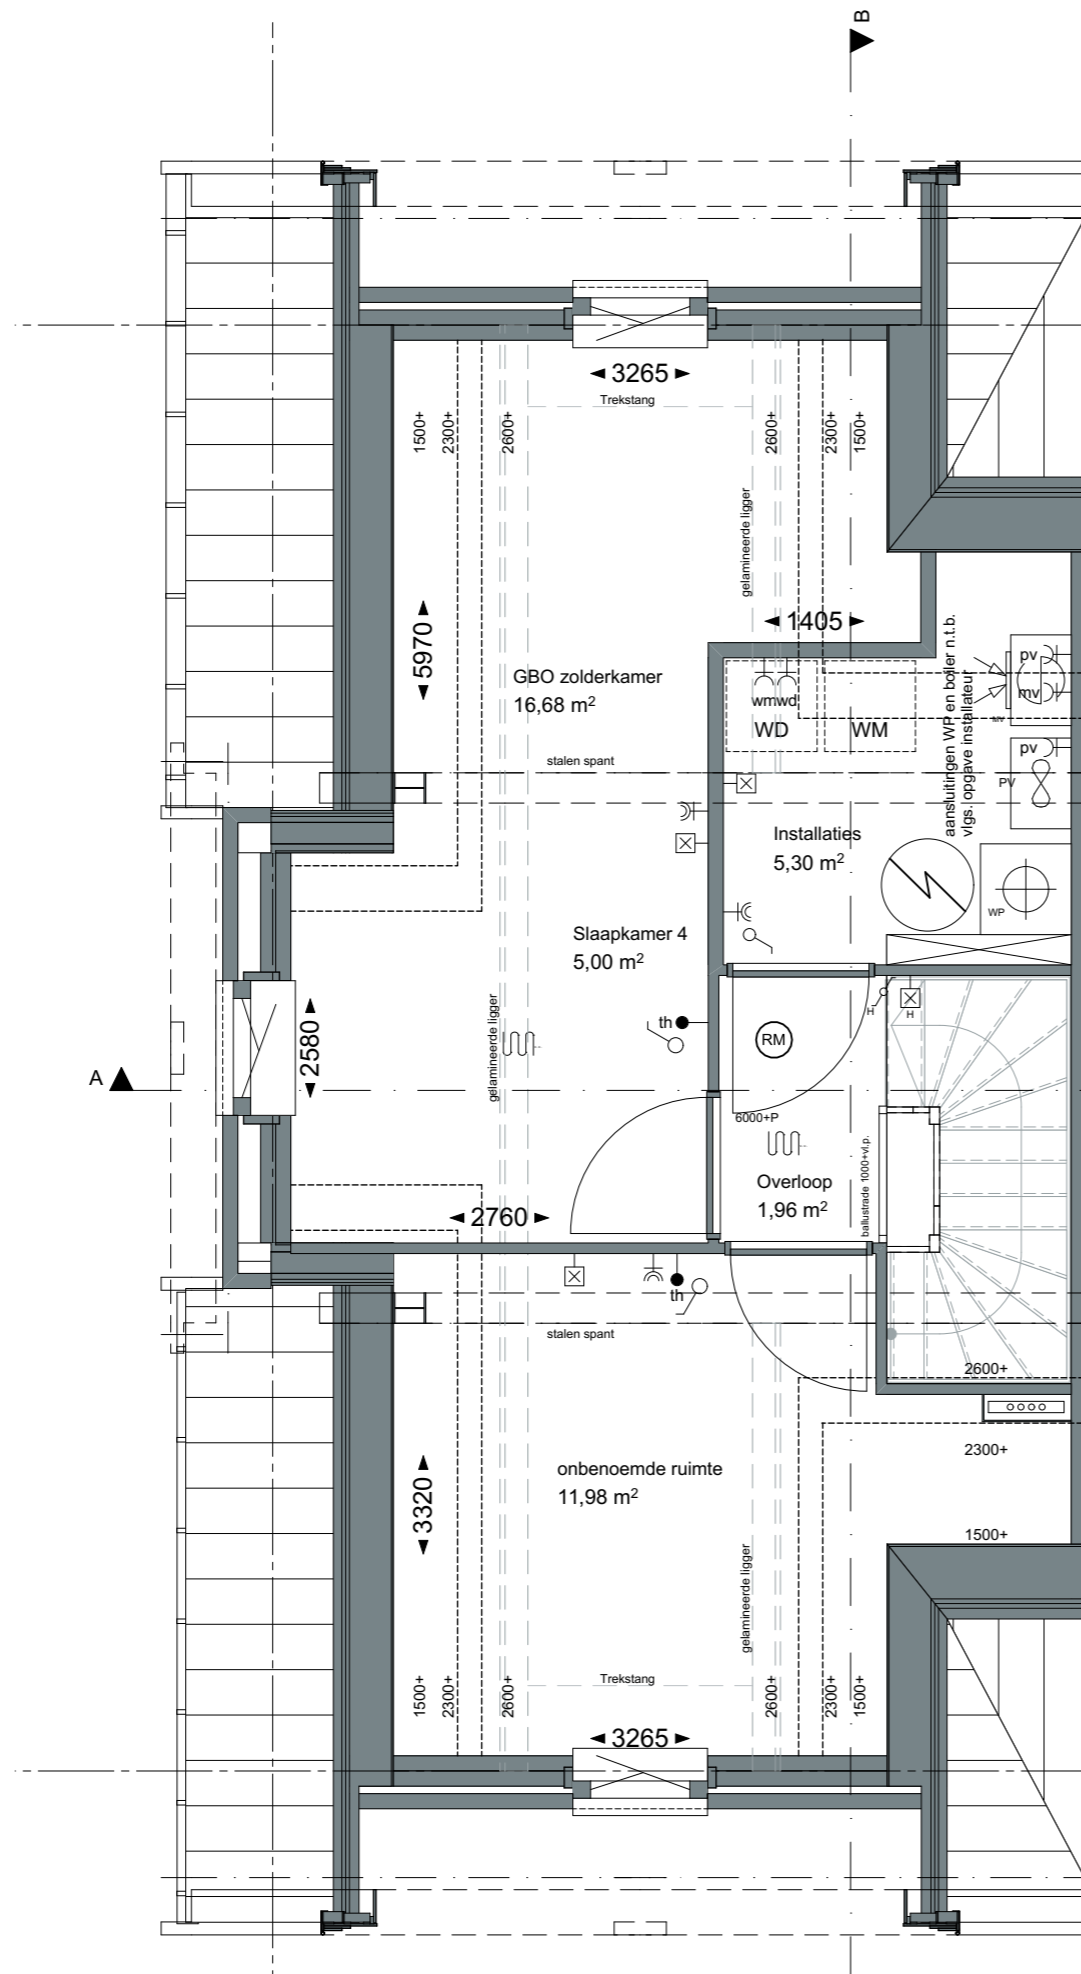 B
3265
Trekstang
1500+
2300+
2600+
2600+
2300+
1500+
gelamineerde ligger
1405
5970
GBO zolderkamer
16,68 m²
wmwd
WD
WM
aansluitingen WP en boiler n.t.b.
vlgs. opgave installateur
pv
mv
MV
pv
PV
stalen spant
Installaties
5,30 m²
WP
Slaapkamer 4
5,00 m²
th
RM
H
H
gelamineerde ligger
2580
A
6000+P
Overloop
1,96 m²
ballustrade 1000+vl.p.
2760
th
stalen spant
2600+
2300+
1500+
onbenoemde ruimte
11,98 m²
3320
gelamineerde ligger
1500+
2300+
2600+
Trekstang
2600+
2300+
1500+
3265